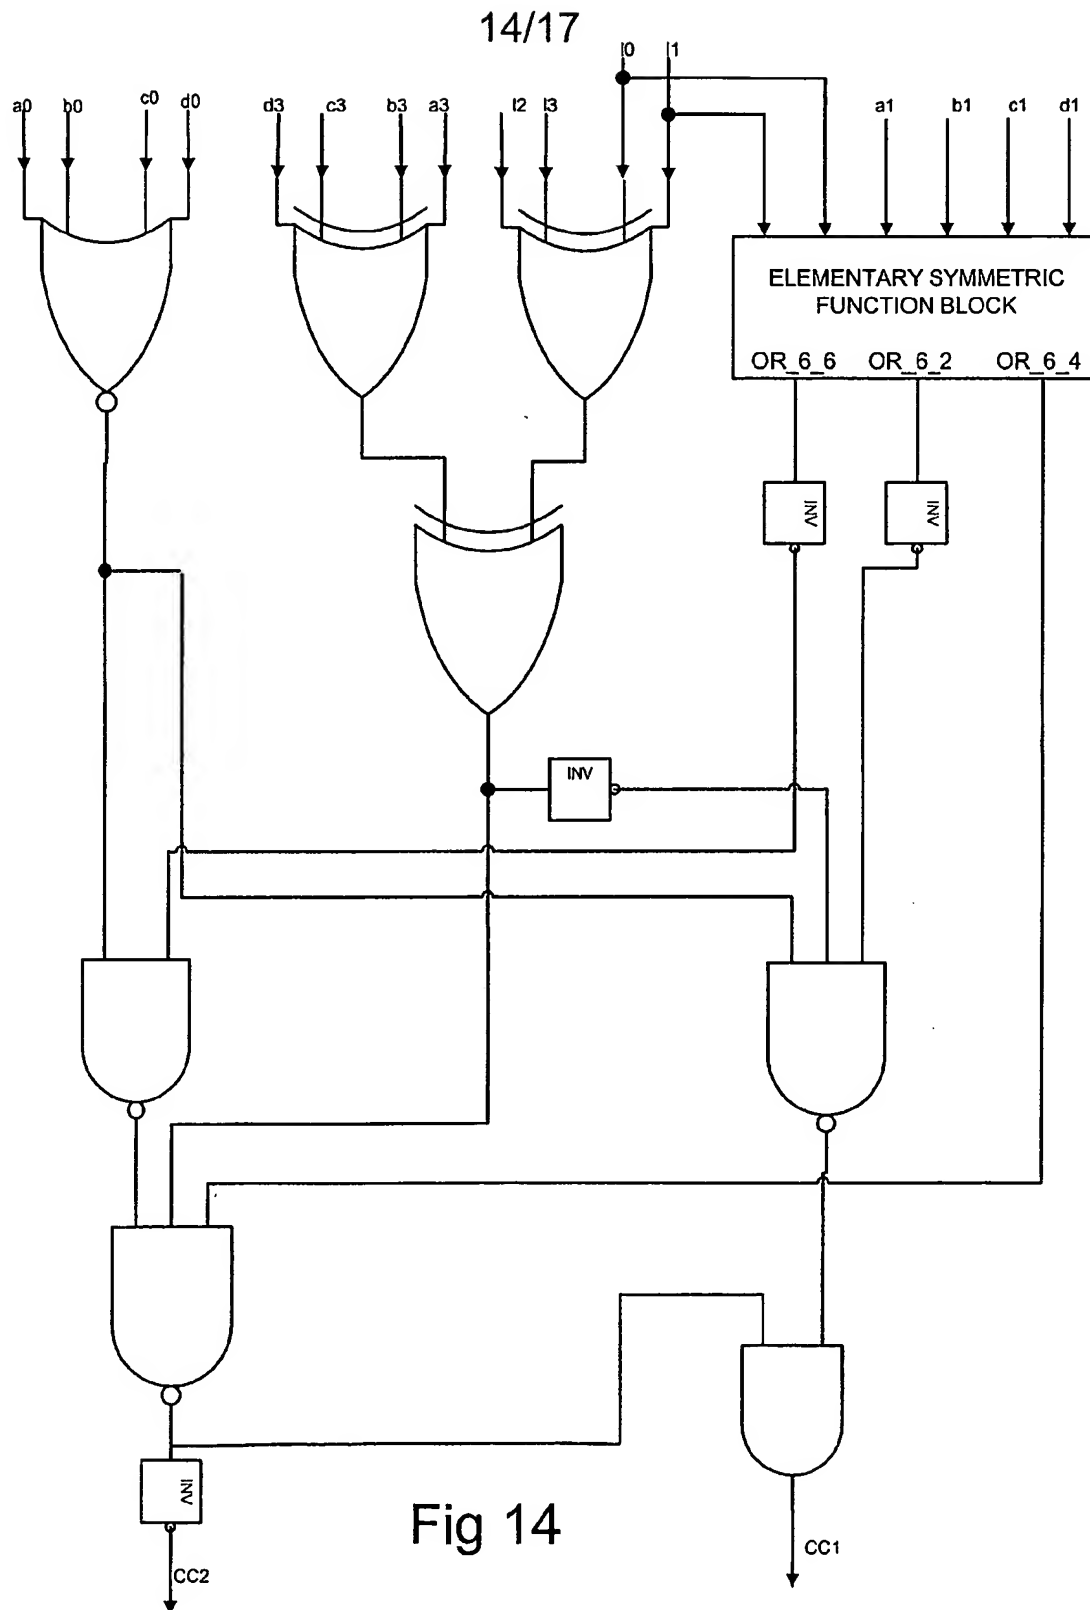 14/17
I0 I1
a0 b0 c0 d0 d3 c3 b3 a3 I2 I3 a1 b1 c1 d1
ELEMENTARY SYMMETRIC
FUNCTION BLOCK
OR_6_6 OR_6_2 OR_6_4
INV INV
INV
INV
Fig 14
CC1
CC2